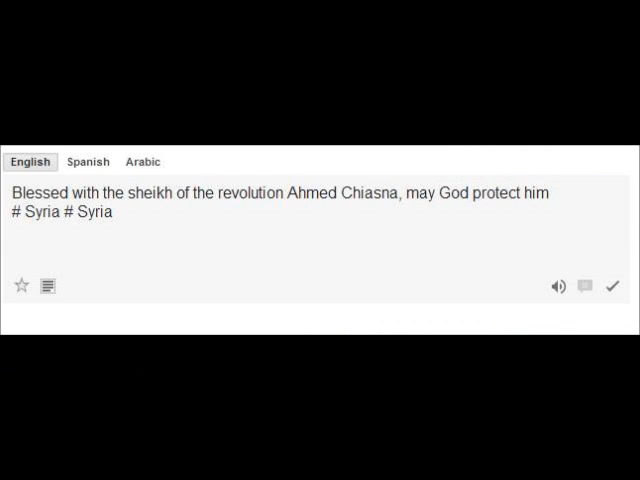 English Spanish Arabic
Blessed with the sheikh of the revolution Ahmed Chiasna, may God protect him
# Syria # Syria